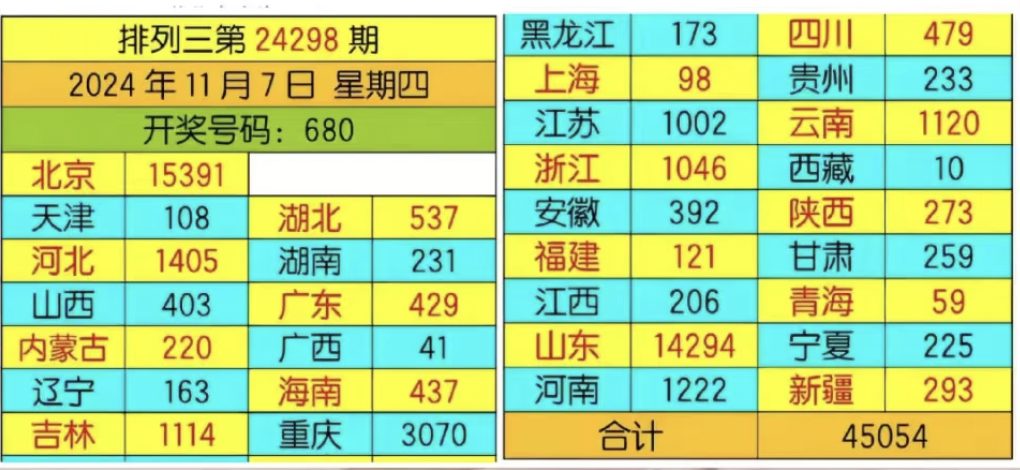 排列三第 24298 期
2024 年 11 月 7 日 星期四
开奖号码：680
北京 15391
天津 108 湖北 537
河北 1405 湖南 231
山西 403 广东 429
内蒙古 220 广西 41
辽宁 163 海南 437
吉林 1114 重庆 3070
黑龙江 173 四川 479
上海 98 贵州 233
江苏 1002 云南 1120
浙江 1046 西藏 10
安徽 392 陕西 273
福建 121 甘肃 259
江西 206 青海 59
山东 14294 宁夏 225
河南 1222 新疆 293
合计 45054